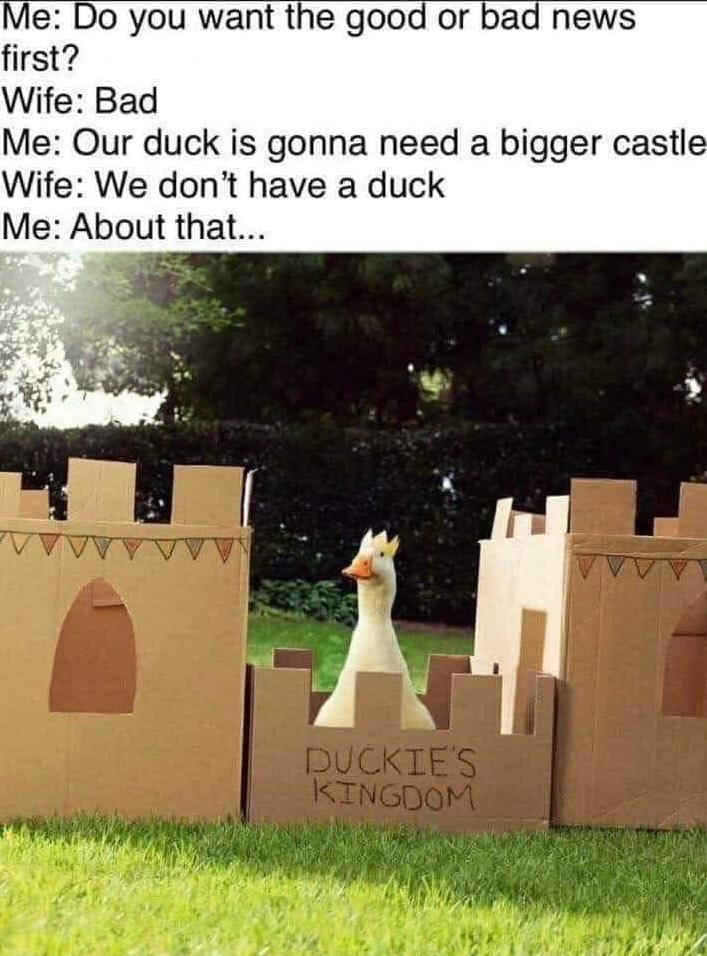 Me: Do you want the good or bad news
first?
Wife: Bad
Me: Our duck is gonna need a bigger castle
Wife: We don't have a duck
Me: About that...
DUCKIE'S
KINGDOM